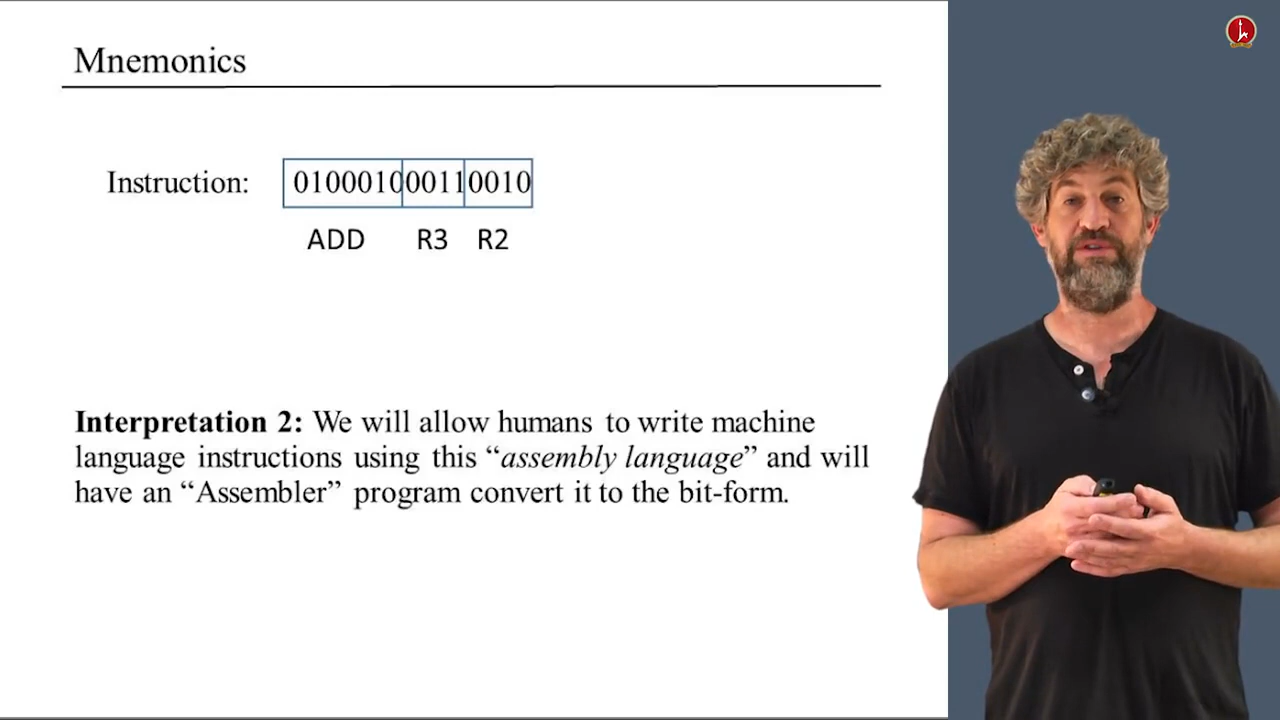 Mnemonics
Instruction: 0100010 0011 0010
ADD R3 R2
Interpretation 2: We will allow humans to write machine
language instructions using this “assembly language” and will
have an “Assembler” program convert it to the bit-form.